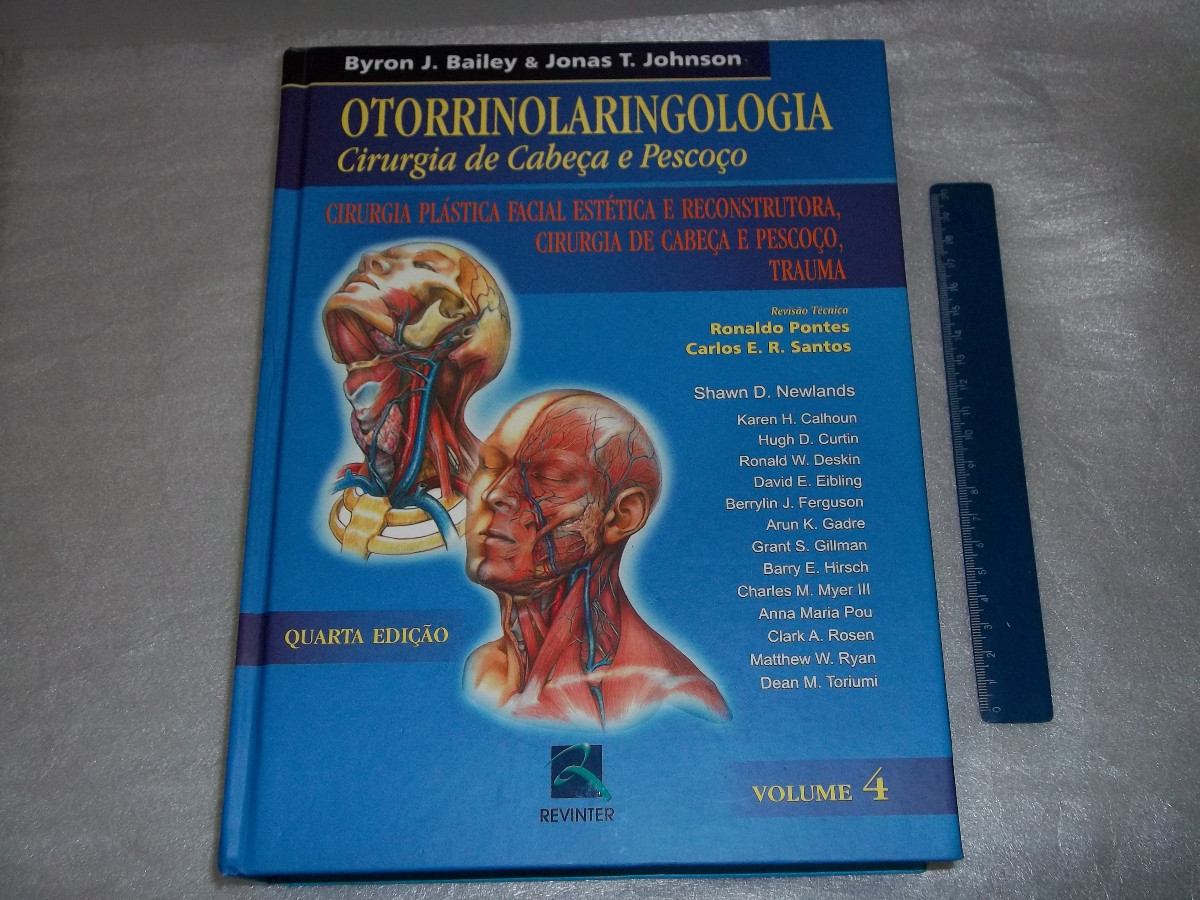 Byron J. Bailey & Jonas T. Johnson
OTORRINOLARINGOLOGIA
Cirurgia de Cabeça e Pescoço
CIRURGIA PLÁSTICA FACIAL ESTÉTICA E RECONSTRUTORA,
CIRURGIA DE CABEÇA E PESCOÇO,
TRAUMA
Revisão Técnica
Ronaldo Pontes
Carlos E. R. Santos
Shawn D. Newlands
Karen H. Calhoun
Hugh D. Curtin
Ronald W. Deskin
David E. Eibling
Berrylin J. Ferguson
Arun K. Gadre
Grant S. Gillman
Barry E. Hirsch
Charles M. Myer III
Anna Maria Pou
Clark A. Rosen
Matthew W. Ryan
Dean M. Toriumi
QUARTA EDIÇÃO
REVINTER
VOLUME 4